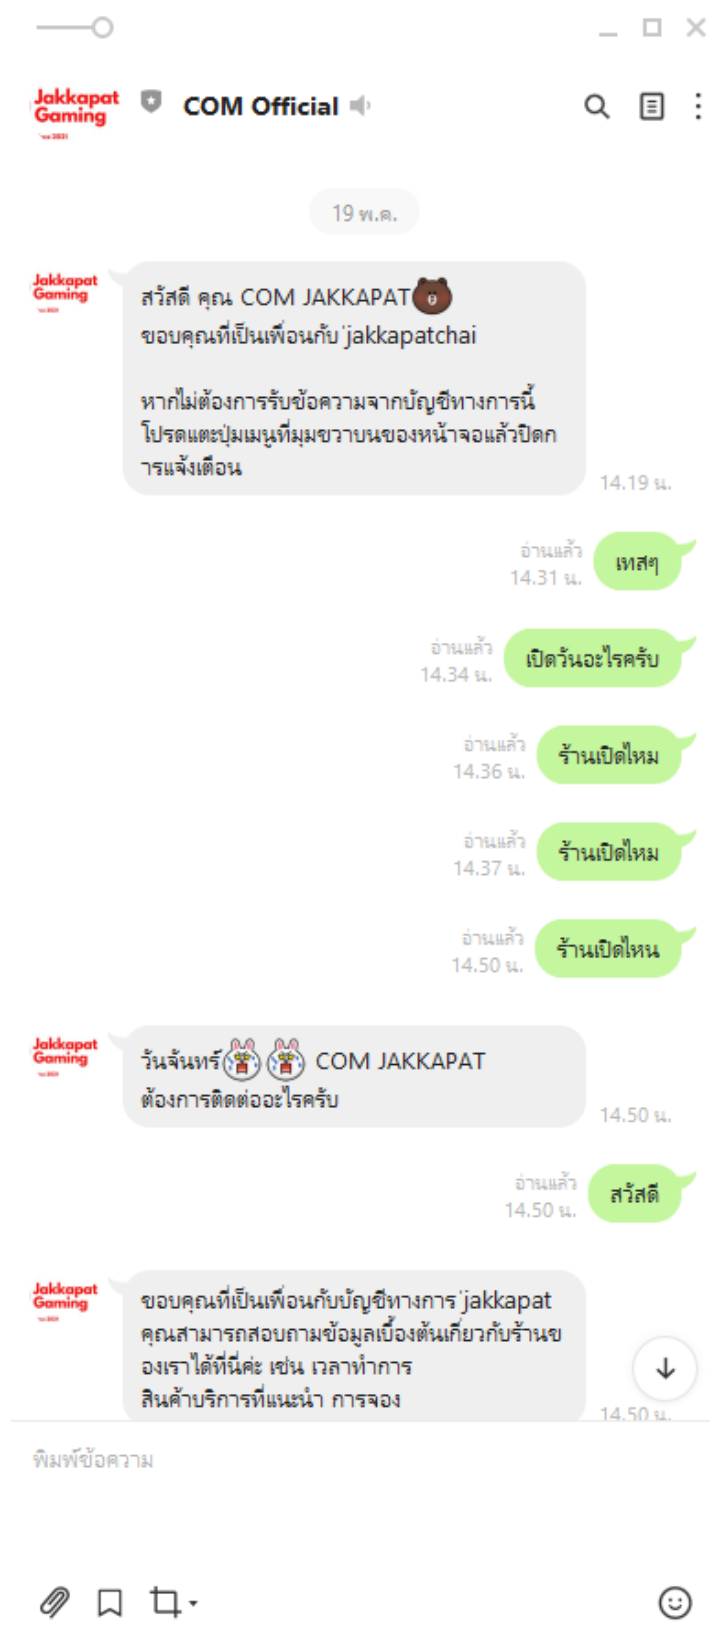 Jakkapat
Gaming
COM Official
19 พ.ค.
Jakkapat
Gaming
สวัสดี คุณ COM JAKKAPAT
ขอบคุณที่เป็นเพื่อนกับ jakkapatchai
หากไม่ต้องการรับข้อความจากบัญชีทางการนี้
โปรดแตะปุ่มเมนูที่มุมขวาบนของหน้าจอแล้วปิดก
ารแจ้งเตือน
14.19 น.
อ่านแล้ว
14.31 น.
เทสๆ
อ่านแล้ว
14.34 น.
เปิดวันอะไรครับ
อ่านแล้ว
14.36 น.
ร้านเปิดไหม
อ่านแล้ว
14.37 น.
ร้านเปิดไหม
อ่านแล้ว
14.50 น.
ร้านเปิดไหน
Jakkapat
Gaming
วันจันทร์ COM JAKKAPAT
ต้องการติดต่ออะไรครับ
14.50 น.
อ่านแล้ว
14.50 น.
สวัสดี
Jakkapat
Gaming
ขอบคุณที่เป็นเพื่อนกับบัญชีทางการ jakkapat
คุณสามารถสอบถามข้อมูลเบื้องต้นเกี่ยวกับร้านข
องเราได้ที่นี่ค่ะ เช่น เวลาทำการ
สินค้าบริการที่แนะนำ การจอง
14.50 น.
พิมพ์ข้อความ